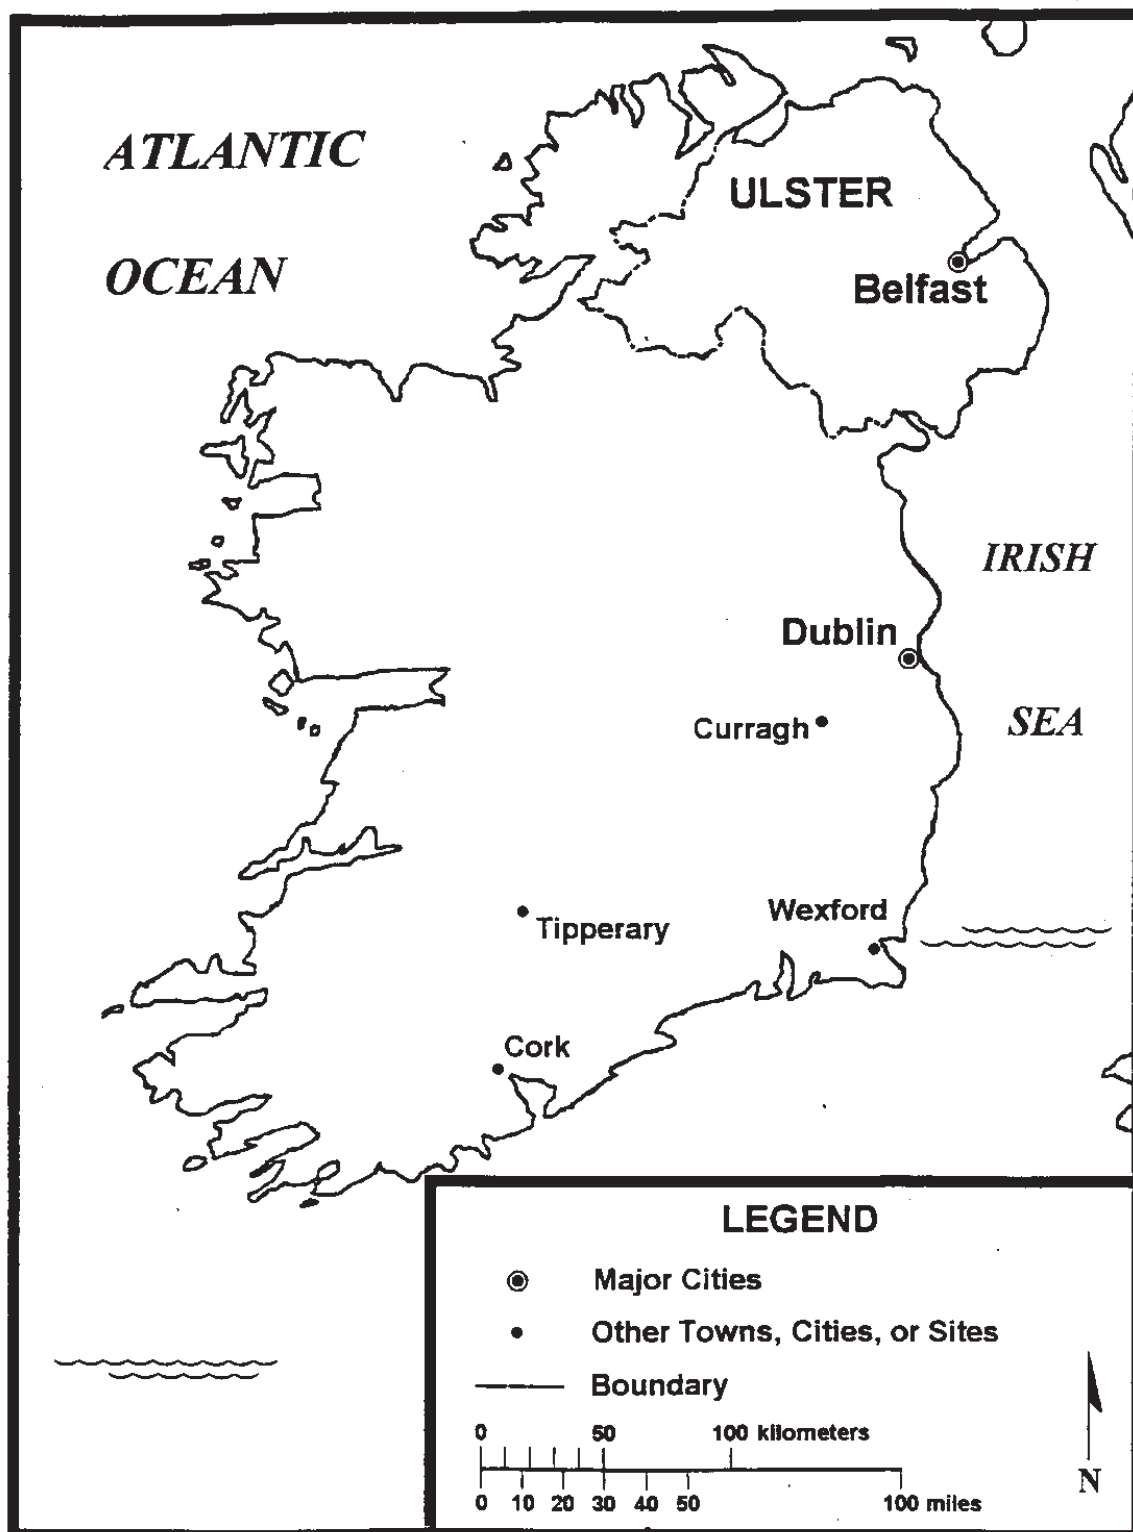 ATLANTIC
OCEAN
ULSTER
Belfast
IRISH
SEA
Dublin
Curragh
Tipperary
Wexford
Cork
LEGEND
Major Cities
Other Towns, Cities, or Sites
Boundary
0 50 100 kilometers
0 10 20 30 40 50 100 miles
N